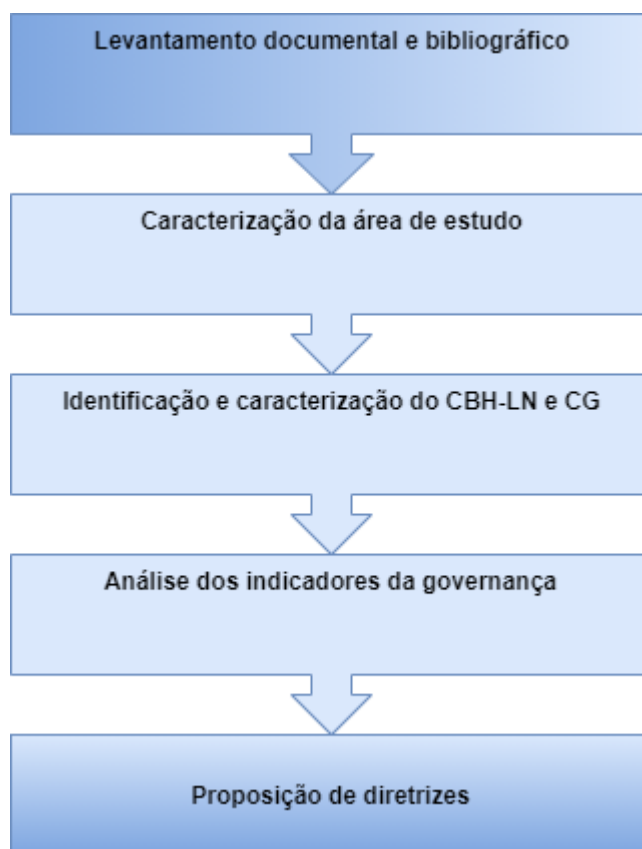 Levantamento documental e bibliográfico
Caracterização da área de estudo
Identificação e caracterização do CBH-LN e CG
Análise dos indicadores da governança
Proposição de diretrizes